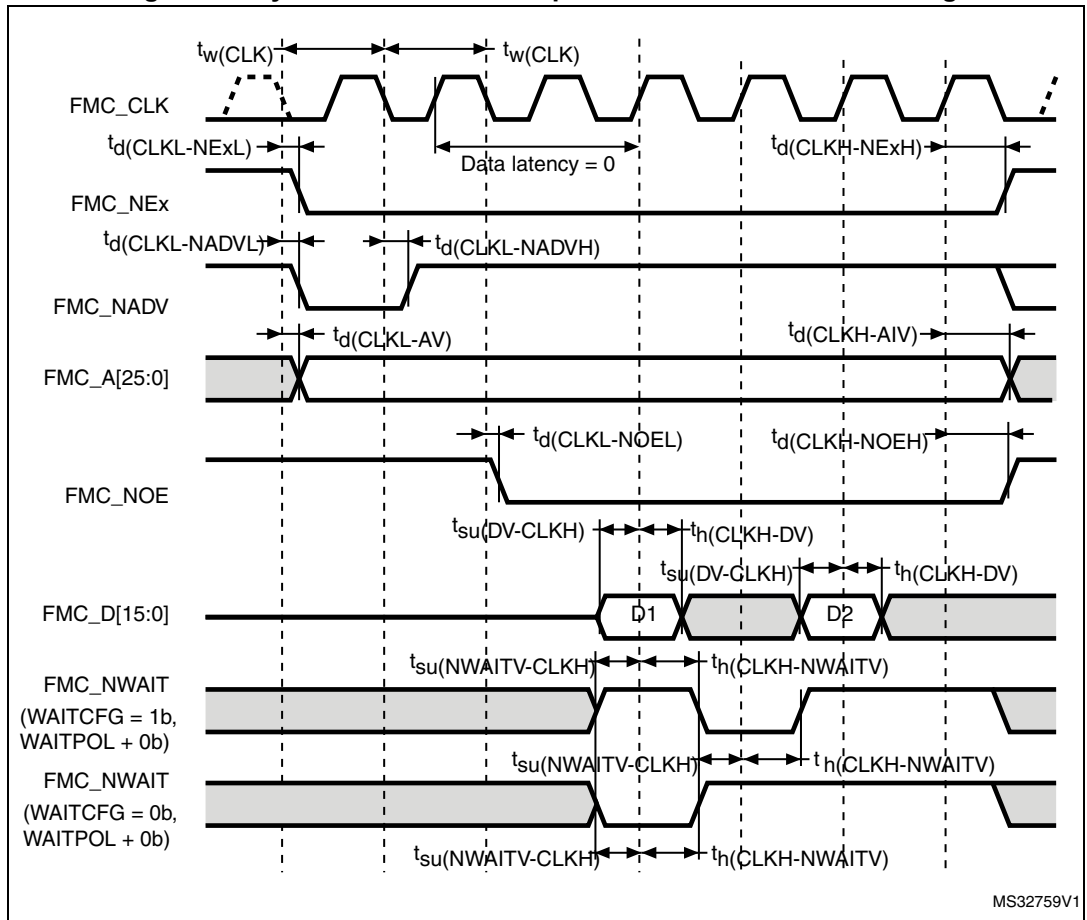 tw(CLK)
tw(CLK)
FMC_CLK
td(CLKL-NExL)
Data latency = 0
td(CLKH-NExH)
FMC_NEx
td(CLKL-NADVL)
td(CLKL-NADVH)
FMC_NADV
td(CLKL-AV)
td(CLKH-AIV)
FMC_A[25:0]
td(CLKL-NOEL)
td(CLKH-NOEH)
FMC_NOE
tsu(DV-CLKH)
th(CLKH-DV)
tsu(DV-CLKH)
th(CLKH-DV)
FMC_D[15:0]
D1
D2
tsu(NWAITV-CLKH)
th(CLKH-NWAITV)
FMC_NWAIT
(WAITCFG = 1b,
WAITPOL + 0b)
tsu(NWAITV-CLKH)
th(CLKH-NWAITV)
FMC_NWAIT
(WAITCFG = 0b,
WAITPOL + 0b)
tsu(NWAITV-CLKH)
th(CLKH-NWAITV)
MS32759V1